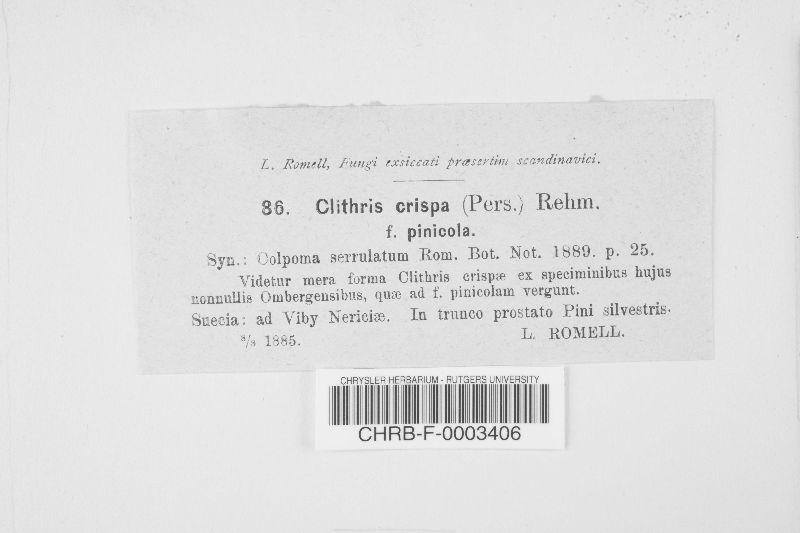 L. Romell, Fungi exsiccati præsertim scandinavici.
86. Clithris crispa (Pers.) Rehm.
f. pinicola.
Syn.: Colpoma serrulatum Rom. Bot. Not. 1889. p. 25.
Videtur mera forma Clithris crispæ ex speciminibus hujus
nonnullis Ombergensibus, quæ ad f. pinicolam vergunt.
Suecia: ad Viby Nericiæ. In trunco prostato Pini silvestris.
1885. L. ROMELL.
CHRYSLER HERBARIUM - RUTGERS UNIVERSITY
CHRB-F-0003406